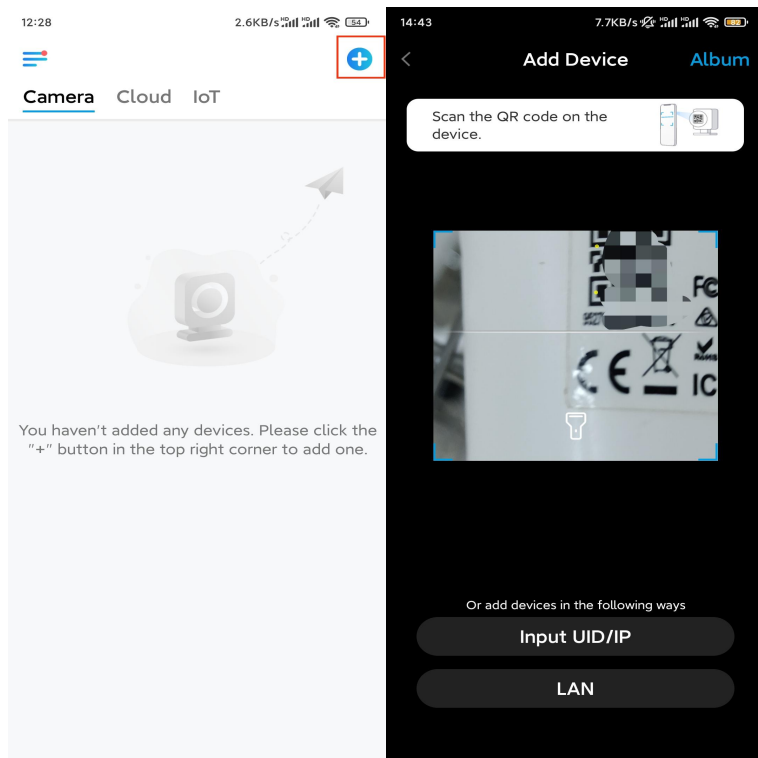 12:28
2.6KB/s
54
Camera Cloud IoT
You haven't added any devices. Please click the
"+" button in the top right corner to add one.
14:43
7.7KB/s
62
Add Device
Album
Scan the QR code on the
device.
FC
CE
RoHS
IC
Or add devices in the following ways
Input UID/IP
LAN